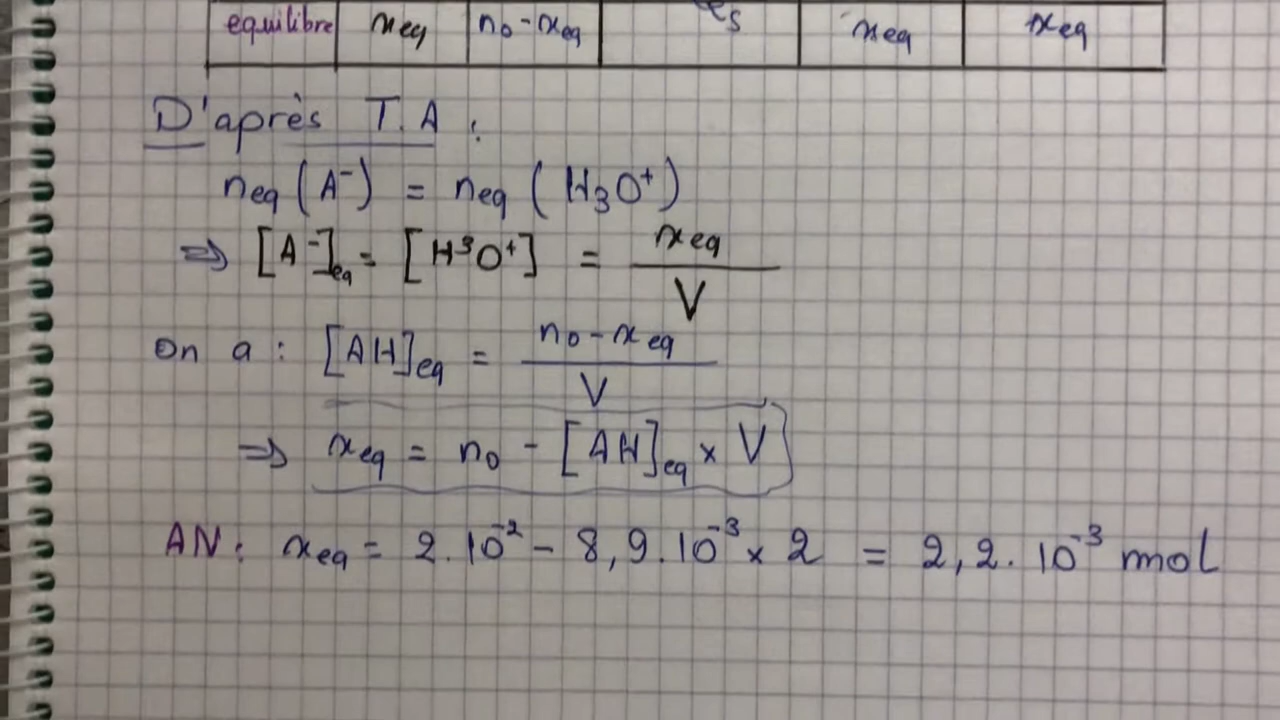 équilibre xeq n₀-xeq xeq xeq
D'après T.A :
neq (A⁻) = neq (H₃O⁺)
⇒ [A⁻]eq = [H³O⁺] = xeq / V
On a : [AH]eq = n₀ - xeq / V
⇒ xeq = n₀ - [AH]eq × V
AN: xeq = 2.10⁻² - 8,9.10⁻³ × 2 = 2,2.10⁻³ mol